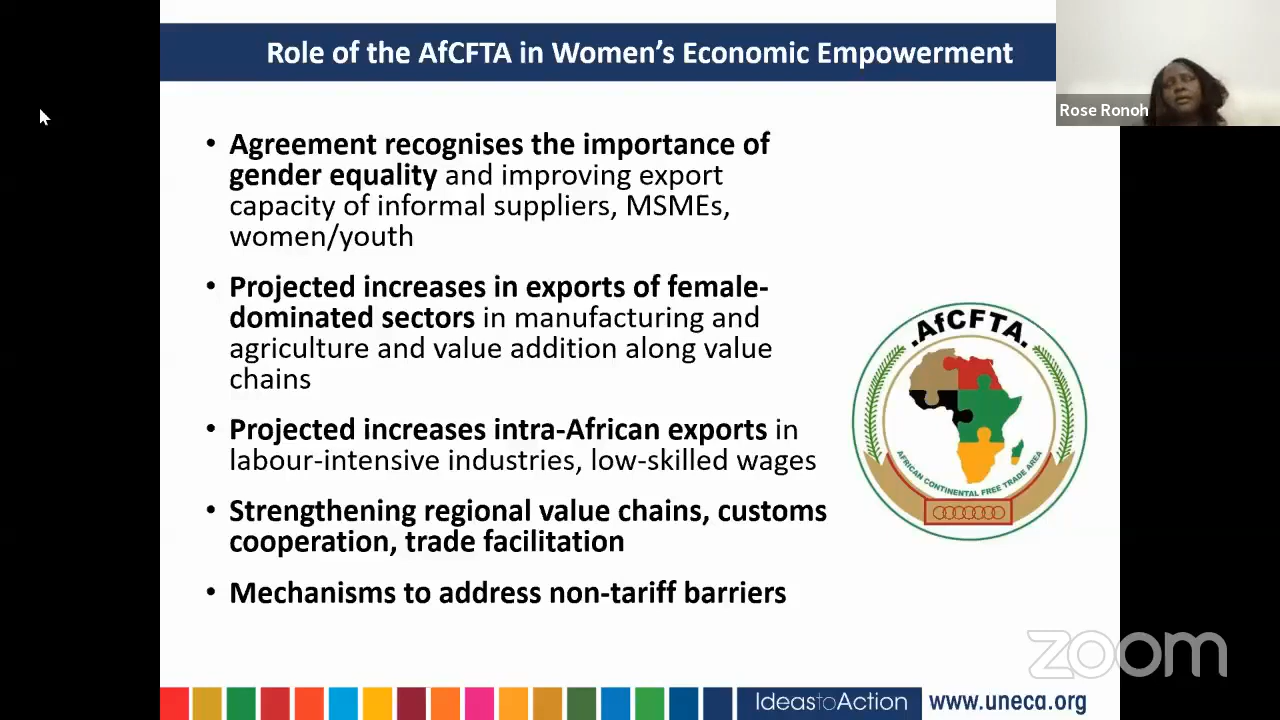 Role of the AfCFTA in Women's Economic Empowerment
Rose Ronoh
• Agreement recognises the importance of
gender equality and improving export
capacity of informal suppliers, MSMEs,
women/youth
• Projected increases in exports of female-
dominated sectors in manufacturing and
agriculture and value addition along value
chains
• Projected increases intra-African exports in
labour-intensive industries, low-skilled wages
• Strengthening regional value chains, customs
cooperation, trade facilitation
• Mechanisms to address non-tariff barriers
.AfCFTA.
AFRICAN CONTINENTAL FREE TRADE AREA
zoom
IdeastoAction
www.uneca.org